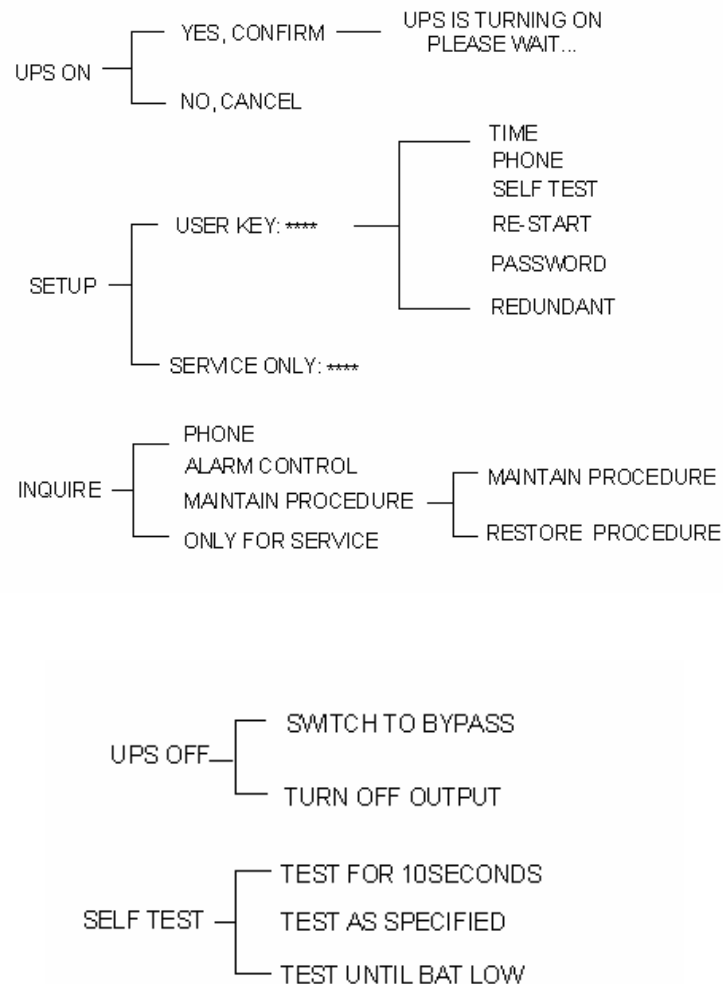 UPS ON
YES, CONFIRM
UPS IS TURNING ON
PLEASE WAIT...
NO, CANCEL
SETUP
USER KEY: ****
TIME
PHONE
SELF TEST
RE-START
PASSWORD
REDUNDANT
SERVICE ONLY: ****
INQUIRE
PHONE
ALARM CONTROL
MAINTAIN PROCEDURE
MAINTAIN PROCEDURE
RESTORE PROCEDURE
ONLY FOR SERVICE
UPS OFF
SWITCH TO BYPASS
TURN OFF OUTPUT
SELF TEST
TEST FOR 10SECONDS
TEST AS SPECIFIED
TEST UNTIL BAT LOW